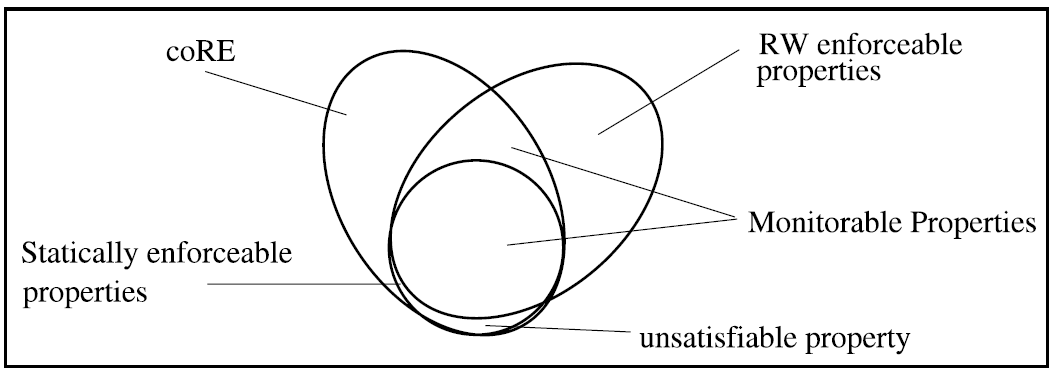 coRE
RW enforceable
properties
Monitorable Properties
Statically enforceable
properties
unsatisfiable property